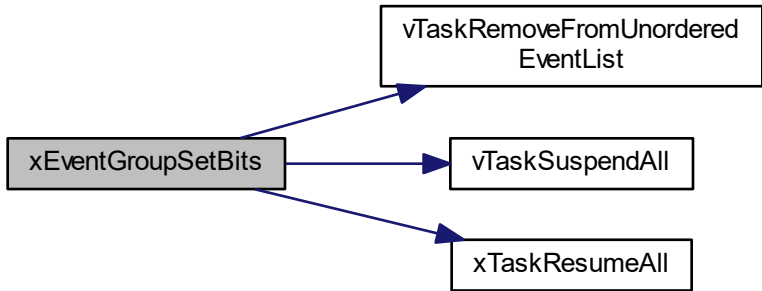 vTaskRemoveFromUnordered
EventList
xEventGroupSetBits
vTaskSuspendAll
xTaskResumeAll